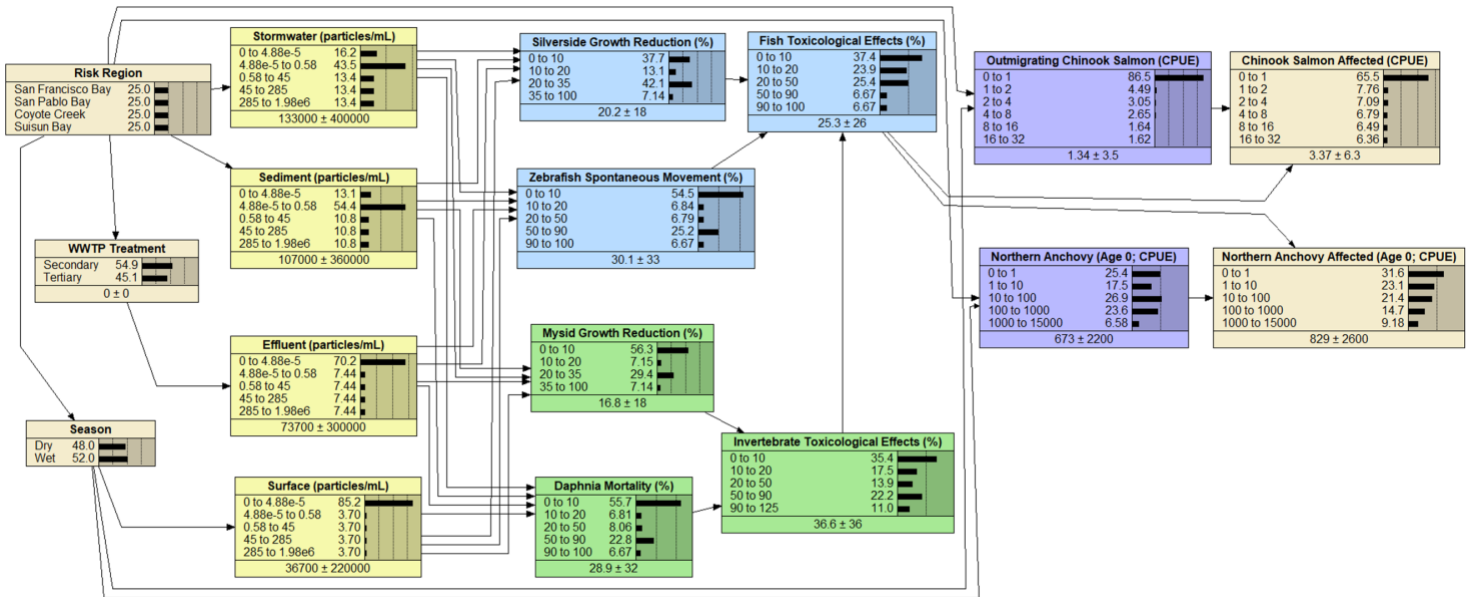 Risk Region
San Francisco Bay 25.0
San Pablo Bay 25.0
Coyote Creek 25.0
Suisun Bay 25.0
WWTP Treatment
Secondary 54.9
Tertiary 45.1
0 ± 0
Season
Dry 48.0
Wet 52.0
Stormwater (particles/mL)
0 to 4.88e-5 16.2
4.88e-5 to 0.58 43.5
0.58 to 45 13.4
45 to 285 13.4
285 to 1.98e6 13.4
133000 ± 400000
Sediment (particles/mL)
0 to 4.88e-5 13.1
4.88e-5 to 0.58 54.4
0.58 to 45 10.8
45 to 285 10.8
285 to 1.98e6 10.8
107000 ± 360000
Effluent (particles/mL)
0 to 4.88e-5 70.2
4.88e-5 to 0.58 7.44
0.58 to 45 7.44
45 to 285 7.44
285 to 1.98e6 7.44
73700 ± 300000
Surface (particles/mL)
0 to 4.88e-5 85.2
4.88e-5 to 0.58 3.70
0.58 to 45 3.70
45 to 285 3.70
285 to 1.98e6 3.70
36700 ± 220000
Silverside Growth Reduction (%)
0 to 10 37.7
10 to 20 13.1
20 to 35 42.1
35 to 100 7.14
20.2 ± 18
Zebrafish Spontaneous Movement (%)
0 to 10 54.5
10 to 20 6.84
20 to 50 6.79
50 to 90 25.2
90 to 100 6.67
30.1 ± 33
Mysid Growth Reduction (%)
0 to 10 56.3
10 to 20 7.15
20 to 35 29.4
35 to 100 7.14
16.8 ± 18
Daphnia Mortality (%)
0 to 10 55.7
10 to 20 6.81
20 to 50 8.06
50 to 90 22.8
90 to 100 6.67
28.9 ± 32
Fish Toxicological Effects (%)
0 to 10 37.4
10 to 20 23.9
20 to 50 25.4
50 to 90 6.67
90 to 100 6.67
25.3 ± 26
Invertebrate Toxicological Effects (%)
0 to 10 35.4
10 to 20 17.5
20 to 50 13.9
50 to 90 22.2
90 to 125 11.0
36.6 ± 36
Outmigrating Chinook Salmon (CPUE)
0 to 1 86.5
1 to 2 4.49
2 to 4 3.05
4 to 8 2.65
8 to 16 1.64
16 to 32 1.62
1.34 ± 3.5
Chinook Salmon Affected (CPUE)
0 to 1 65.5
1 to 2 7.76
2 to 4 7.09
4 to 8 6.79
8 to 16 6.49
16 to 32 6.36
3.37 ± 6.3
Northern Anchovy (Age 0; CPUE)
0 to 1 25.4
1 to 10 17.5
10 to 100 26.9
100 to 1000 23.6
1000 to 15000 6.58
673 ± 2200
Northern Anchovy Affected (Age 0; CPUE)
0 to 1 31.6
1 to 10 23.1
10 to 100 21.4
100 to 1000 14.7
1000 to 15000 9.18
829 ± 2600